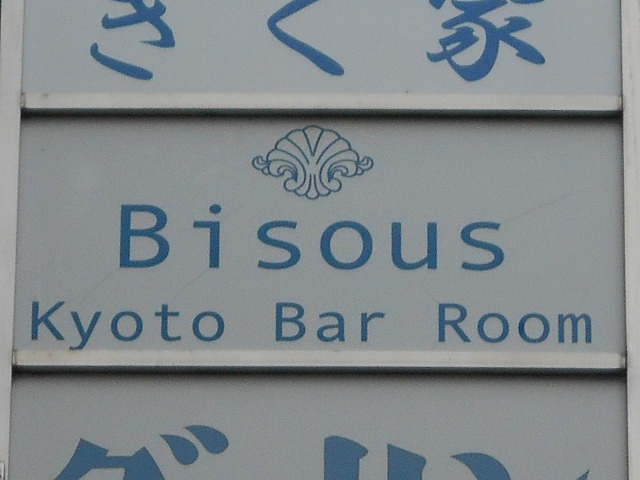 きく家
Bisous
Kyoto Bar Room